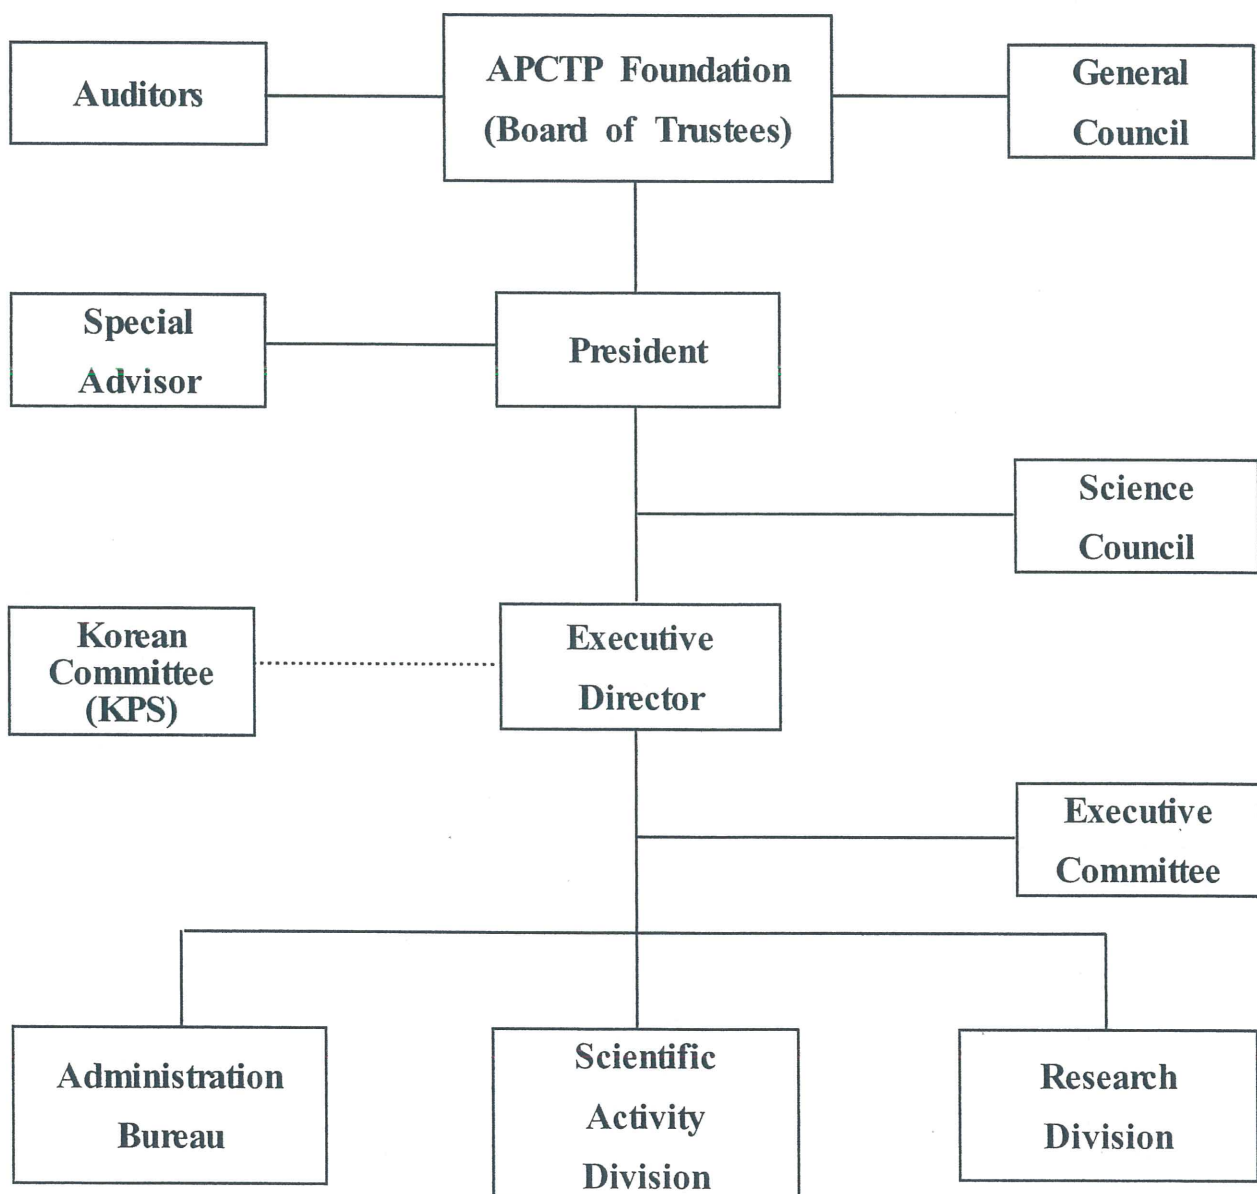 Auditors
APCTP Foundation
(Board of Trustees)
General
Council
Special
Advisor
President
Science
Council
Korean
Committee
(KPS)
Executive
Director
Executive
Committee
Administration
Bureau
Scientific
Activity
Division
Research
Division